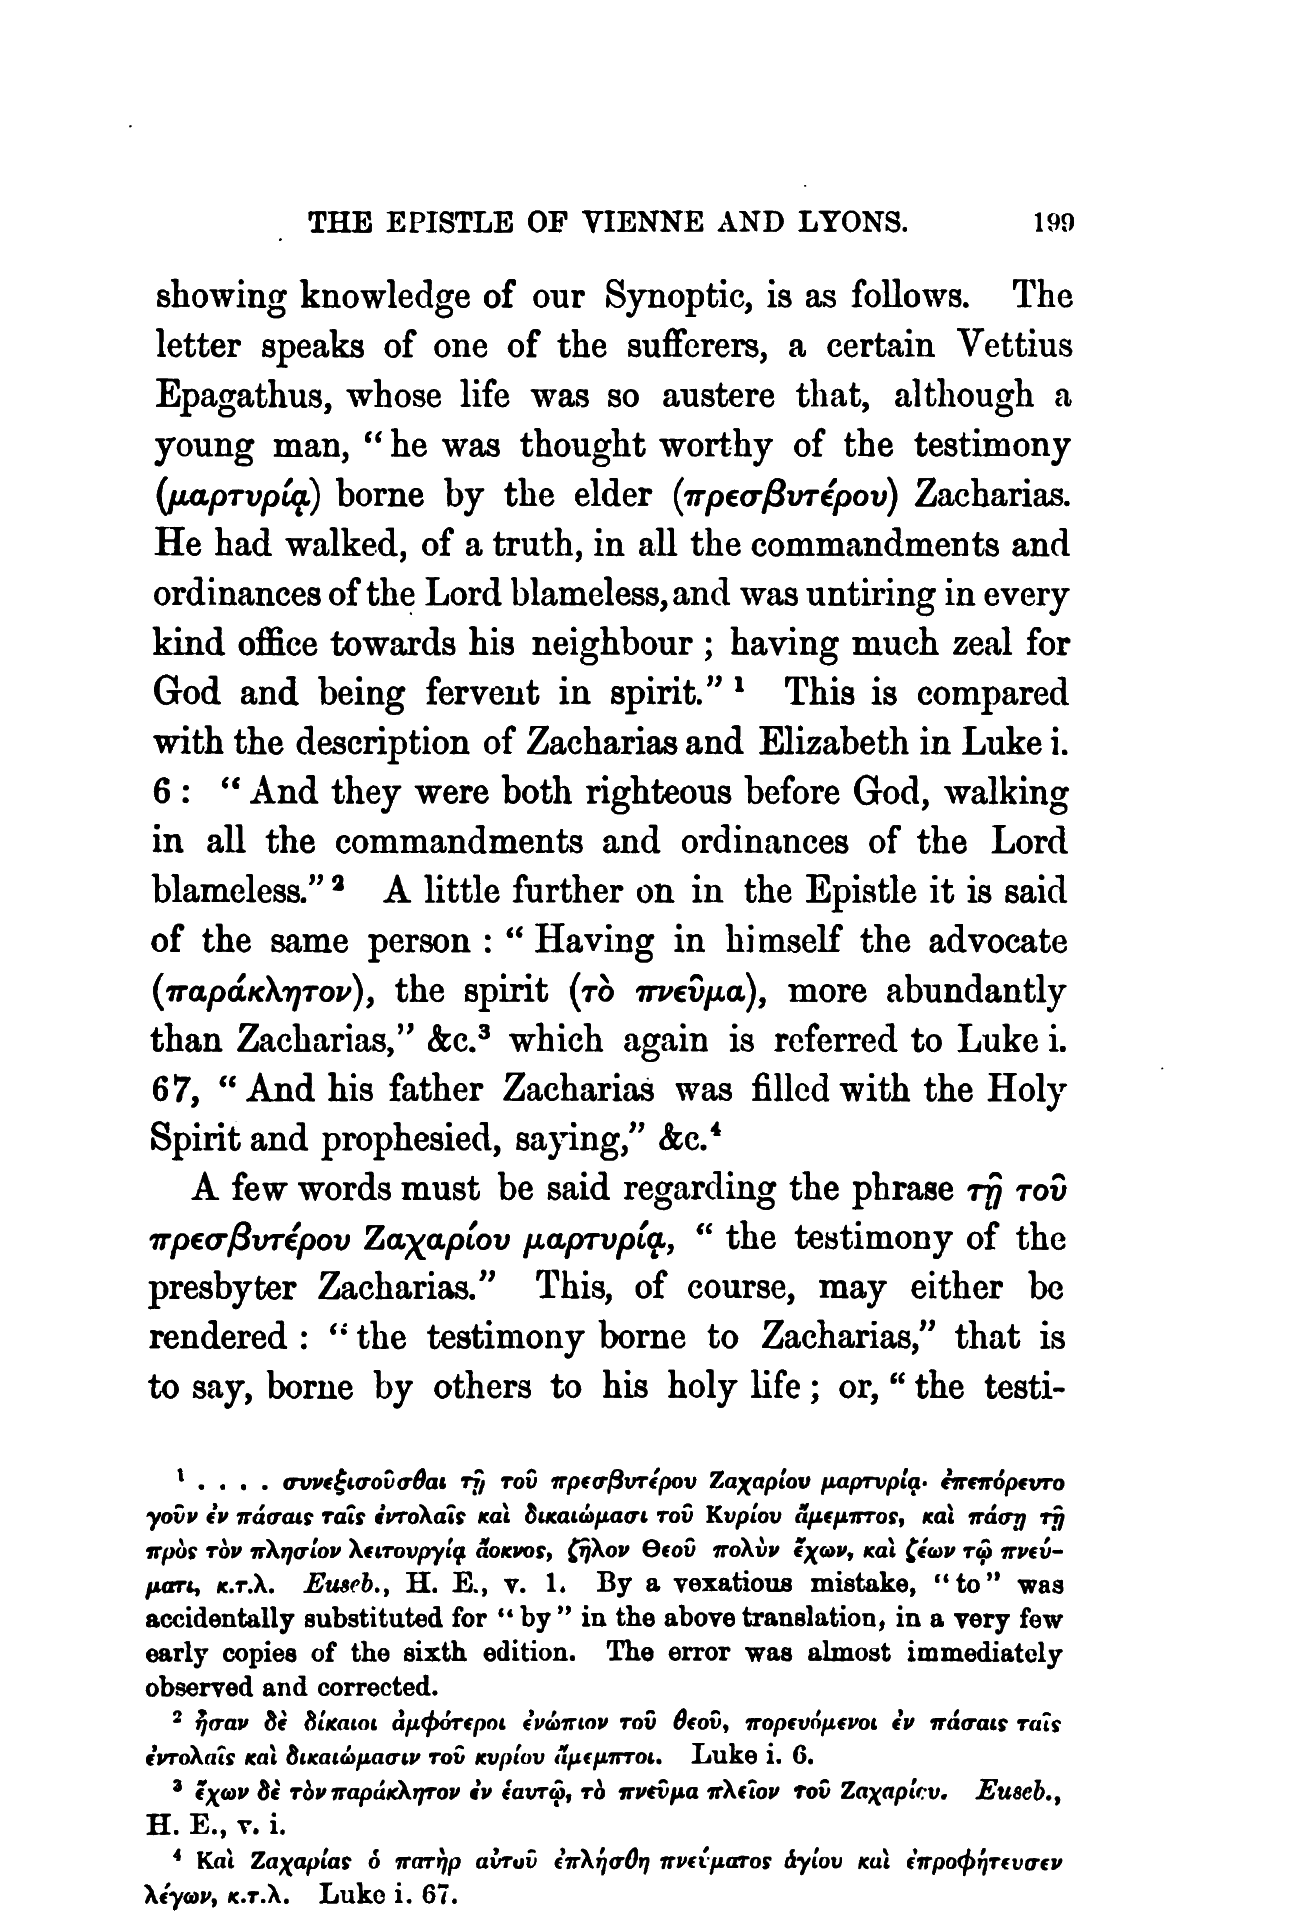 THE EPISTLE OF VIENNE AND LYONS. 199
showing knowledge of our Synoptic, is as follows. The
letter speaks of one of the sufferers, a certain Vettius
Epagathus, whose life was so austere that, although a
young man, “he was thought worthy of the testimony
(μαρτυρίᾳ) borne by the elder (πρεσβυτέρου) Zacharias.
He had walked, of a truth, in all the commandments and
ordinances of the Lord blameless, and was untiring in every
kind office towards his neighbour ; having much zeal for
God and being fervent in spirit.” ¹ This is compared
with the description of Zacharias and Elizabeth in Luke i.
6 : “ And they were both righteous before God, walking
in all the commandments and ordinances of the Lord
blameless.” ² A little further on in the Epistle it is said
of the same person : “ Having in himself the advocate
(παράκλητον), the spirit (τὸ πνεῦμα), more abundantly
than Zacharias,” &c.³ which again is referred to Luke i.
67, “ And his father Zacharias was filled with the Holy
Spirit and prophesied, saying,” &c.⁴
A few words must be said regarding the phrase τῇ τοῦ
πρεσβυτέρου Ζαχαρίου μαρτυρίᾳ, “ the testimony of the
presbyter Zacharias.” This, of course, may either be
rendered : “ the testimony borne to Zacharias,” that is
to say, borne by others to his holy life ; or, “ the testi-
¹ . . . . συνεξισοῦσθαι τῇ τοῦ πρεσβυτέρου Ζαχαρίου μαρτυρίᾳ· ἐπεπόρευτο
γοῦν ἐν πάσαις ταῖς ἐντολαῖς καὶ δικαιώμασι τοῦ Κυρίου ἄμεμπτος, καὶ πάσῃ τῇ
πρὸς τὸν πλησίον λειτουργίᾳ ἄοκνος, ζῆλον Θεοῦ πολὺν ἔχων, καὶ ζέων τῷ πνεύ-
ματι, κ.τ.λ. Euseb., H. E., v. 1. By a vexatious mistake, “to” was
accidentally substituted for “ by ” in the above translation, in a very few
early copies of the sixth edition. The error was almost immediately
observed and corrected.
² ἦσαν δὲ δίκαιοι ἀμφότεροι ἐνώπιον τοῦ θεοῦ, πορευόμενοι ἐν πάσαις ταῖς
ἐντολαῖς καὶ δικαιώμασιν τοῦ κυρίου ἄμεμπτοι. Luke i. 6.
³ ἔχων δὲ τὸν παράκλητον ἐν ἑαυτῷ, τὸ πνεῦμα πλεῖον τοῦ Ζαχαρίου. Euseb.,
H. E., v. i.
⁴ Καὶ Ζαχαρίας ὁ πατὴρ αὐτοῦ ἐπλήσθη πνεύματος ἁγίου καὶ ἐπροφήτευσεν
λέγων, κ.τ.λ. Luke i. 67.